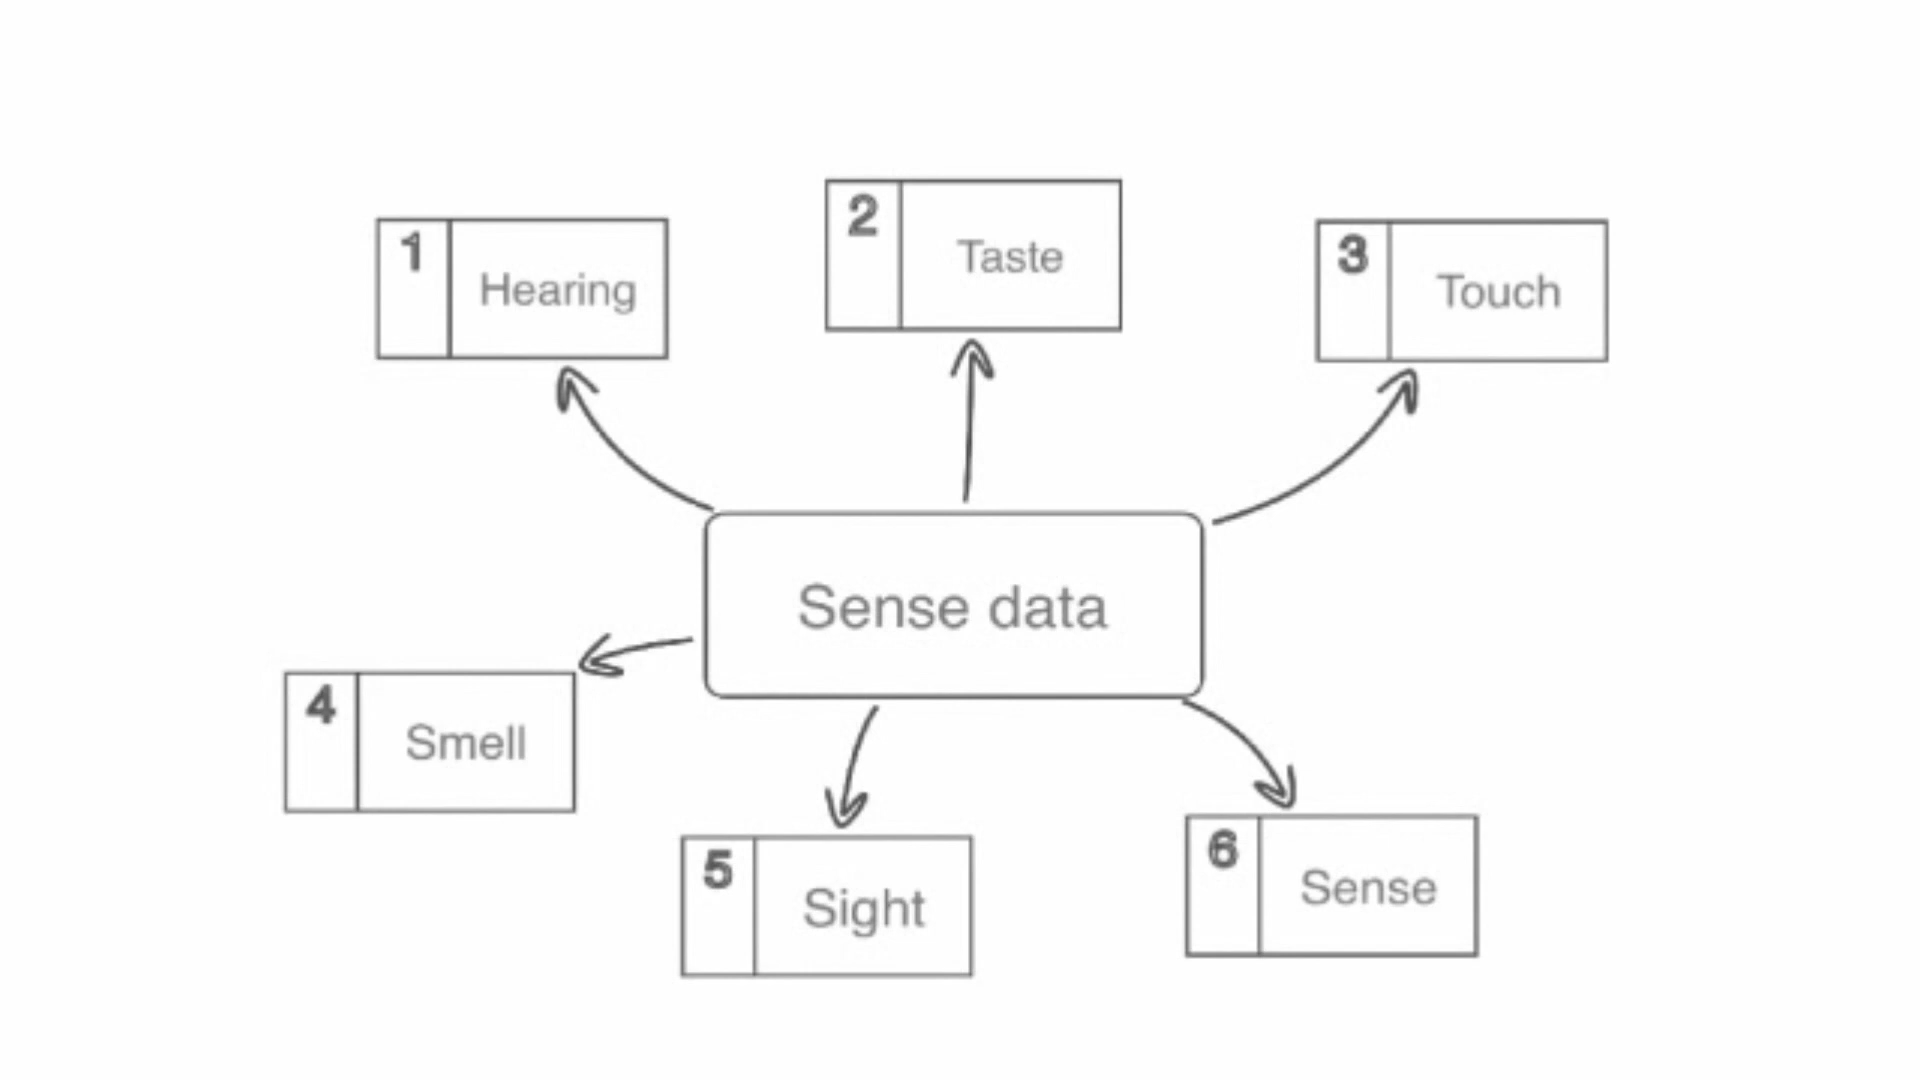 1
Hearing
2
Taste
3
Touch
Sense data
4
Smell
5
Sight
6
Sense